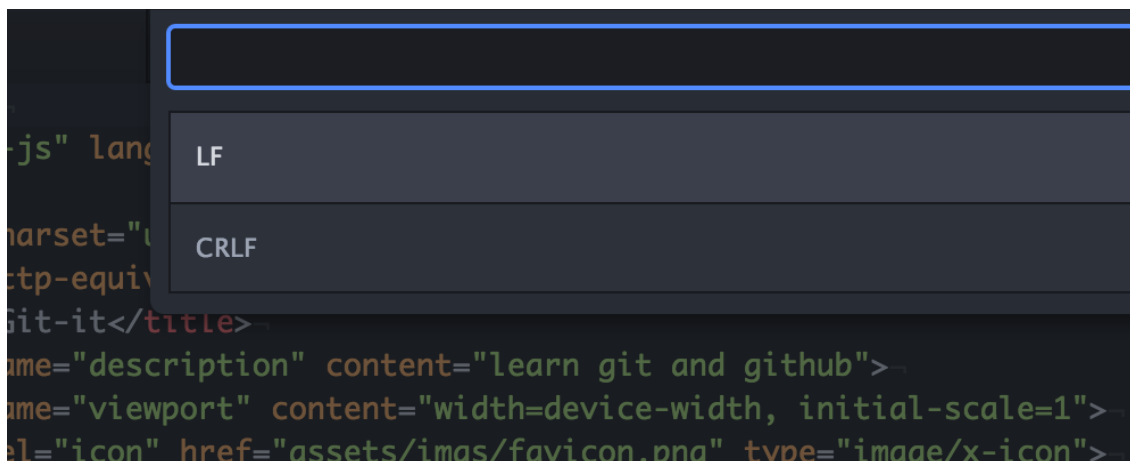 LF
CRLF
-js" lang
harset="u
ttp-equiv
Git-it</title>¬
ame="description" content="learn git and github">¬
ame="viewport" content="width=device-width, initial-scale=1">¬
el="icon" href="assets/imgs/favicon.png" type="image/x-icon">¬